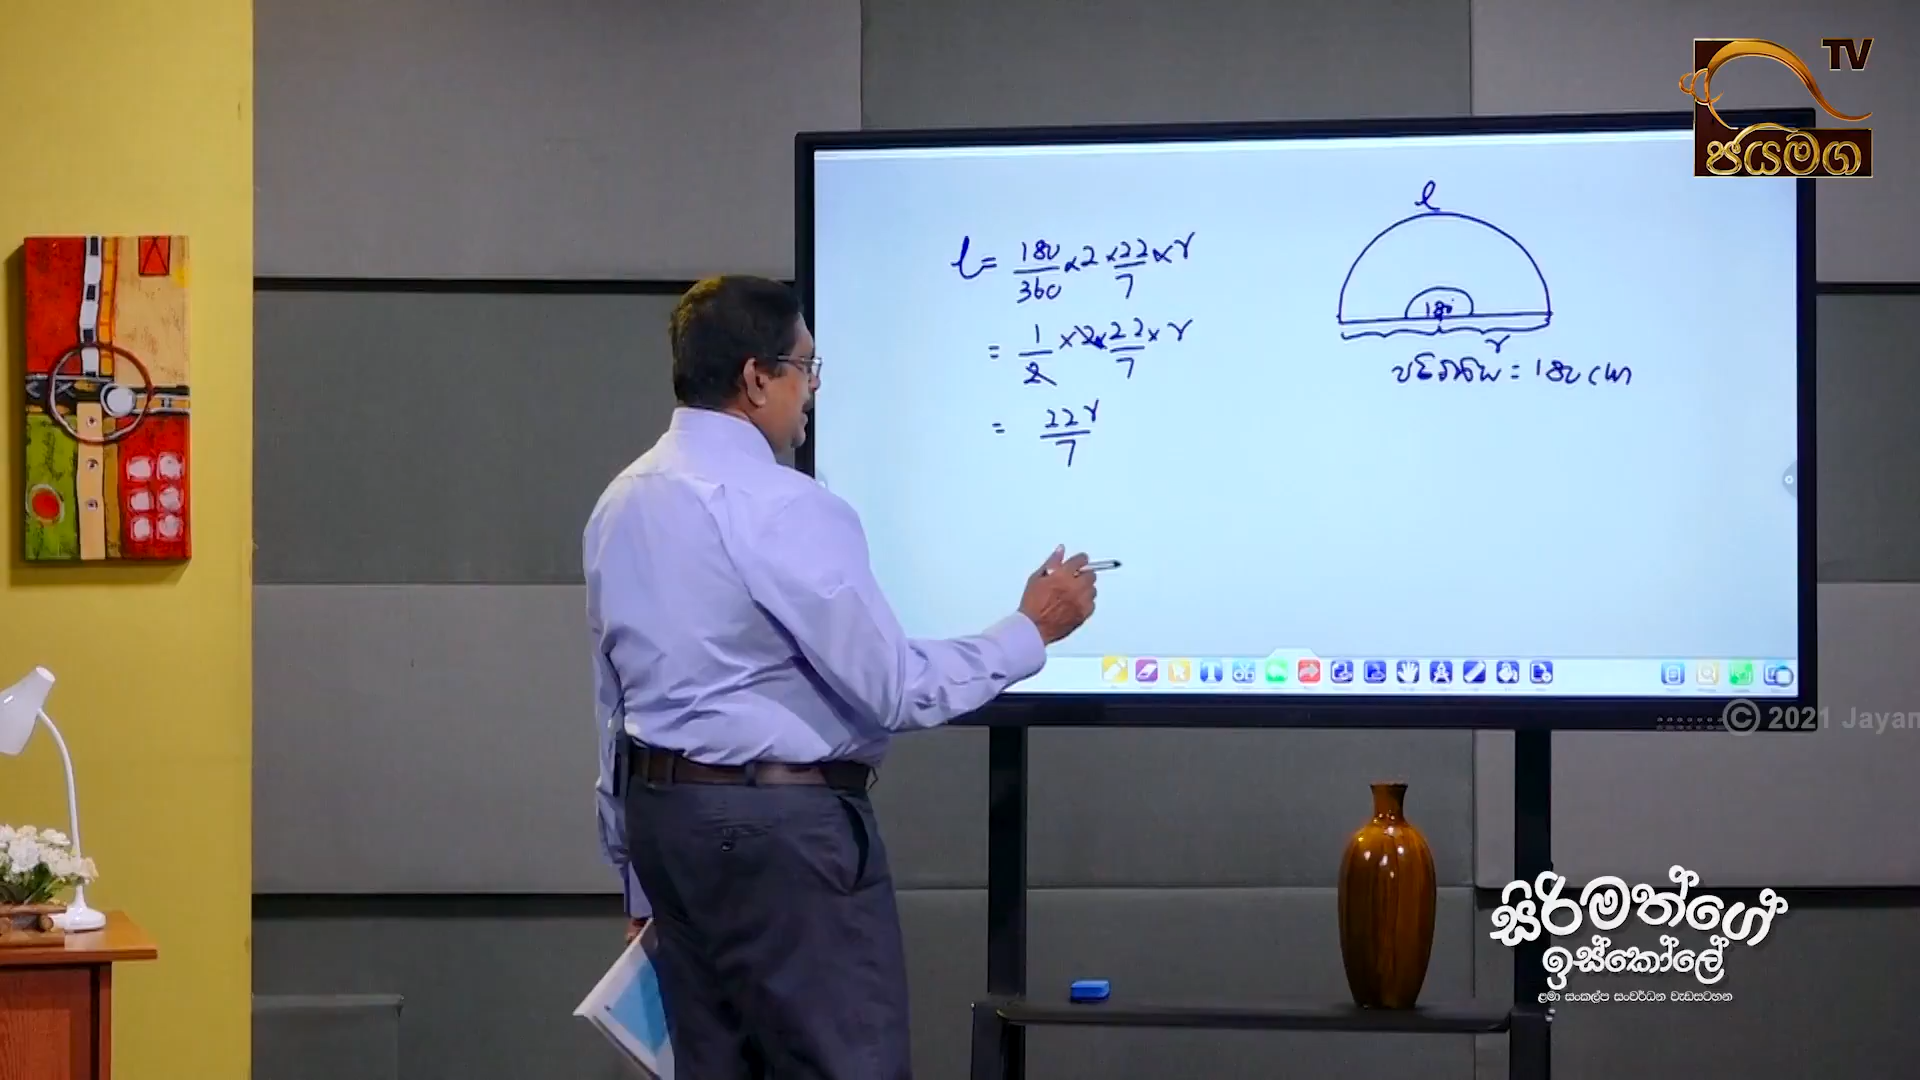 TV
ජයමග
l
l = 180/360 × 2 × 22/7 × r
180°
= 1/2 × 2 × 22/7 × r
r
පරිමිතිය = 180 cm
= 22r/7
© 2021 Jayam
සිරිමත්ගේ
ඉස්කෝලේ
ළමා සංකල්ප සංවර්ධන වැඩසටහන